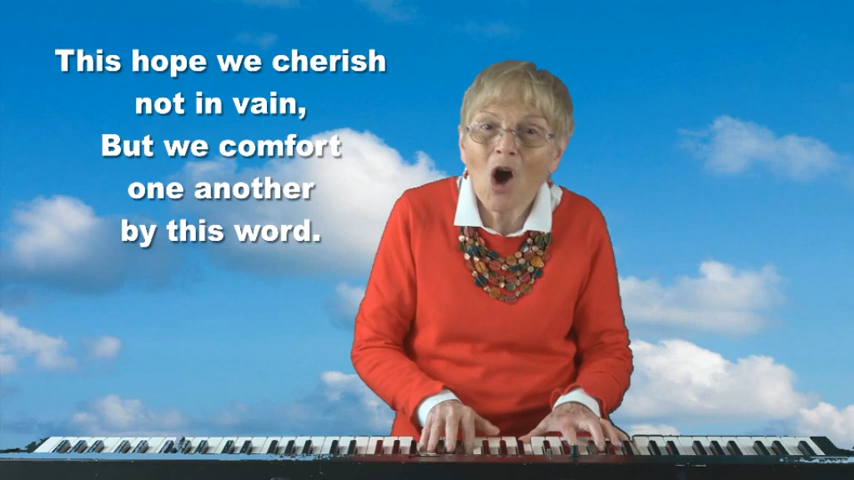 This hope we cherish
not in vain,
But we comfort
one another
by this word.